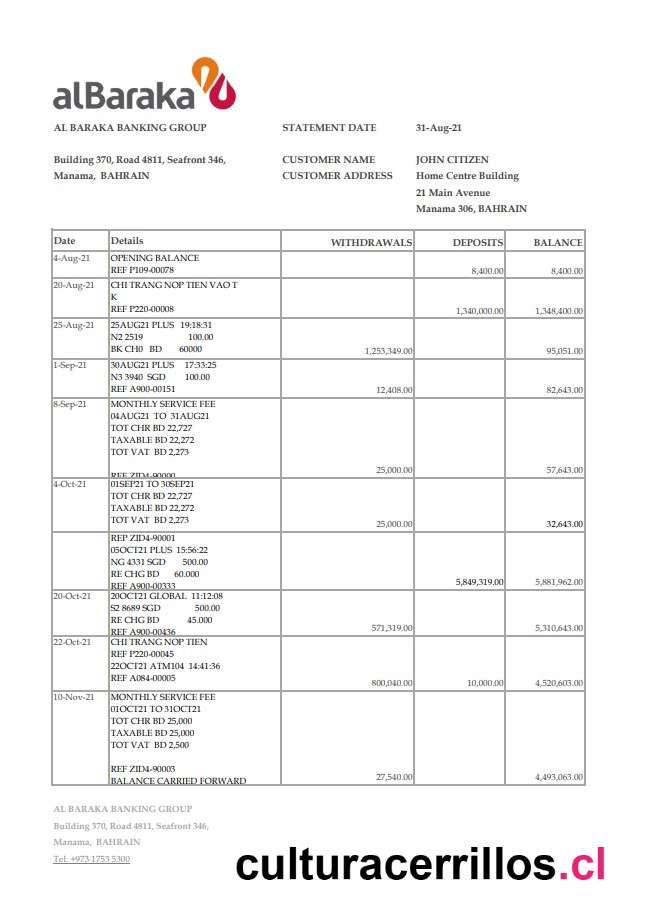 alBaraka
AL BARAKA BANKING GROUP STATEMENT DATE 31-Aug-21
Building 370, Road 4811, Seafront 346, CUSTOMER NAME JOHN CITIZEN
Manama, BAHRAIN CUSTOMER ADDRESS Home Centre Building
21 Main Avenue
Manama 306, BAHRAIN
Date Details WITHDRAWALS DEPOSITS BALANCE
4-Aug-21 OPENING BALANCE
REF P109-00078 8,400.00 8,400.00
20-Aug-21 CHI TRANG NOP TIEN VAO T
K
REF P220-00008 1,340,000.00 1,348,400.00
25-Aug-21 25AUG21 PLUS 19:18:31
N2 2519 100.00
BK CH0 BD 60000 1,253,349.00 95,051.00
1-Sep-21 30AUG21 PLUS 17:33:25
N3 3940 SGD 100.00
REF A900-00151 12,408.00 82,643.00
8-Sep-21 MONTHLY SERVICE FEE
04AUG21 TO 31AUG21
TOT CHR BD 22,727
TAXABLE BD 22,272
TOT VAT BD 2,273
REF ZID4-90000 25,000.00 57,643.00
4-Oct-21 01SEP21 TO 30SEP21
TOT CHR BD 22,727
TAXABLE BD 22,272
TOT VAT BD 2,273 25,000.00 32,643.00
REP ZID4-90001
05OCT21 PLUS 15:56:22
NG 4331 SGD 500.00
RE CHG BD 60.000
REF A900-00333 5,849,319.00 5,881,962.00
20-Oct-21 20OCT21 GLOBAL 11:12:08
S2 8689 SGD 500.00
RE CHG BD 45.000
REF A900-00436 571,319.00 5,310,643.00
22-Oct-21 CHI TRANG NOP TIEN
REF P220-00045
22OCT21 ATM104 14:41:36
REF A084-00005 800,040.00 10,000.00 4,520,603.00
10-Nov-21 MONTHLY SERVICE FEE
01OCT21 TO 31OCT21
TOT CHR BD 25,000
TAXABLE BD 25,000
TOT VAT BD 2,500
REF ZID4-90003
BALANCE CARRIED FORWARD 27,540.00 4,493,063.00
AL BARAKA BANKING GROUP
Building 370, Road 4811, Seafront 346,
Manama, BAHRAIN
Tel: +973 1753 5300
culturacerrillos.cl